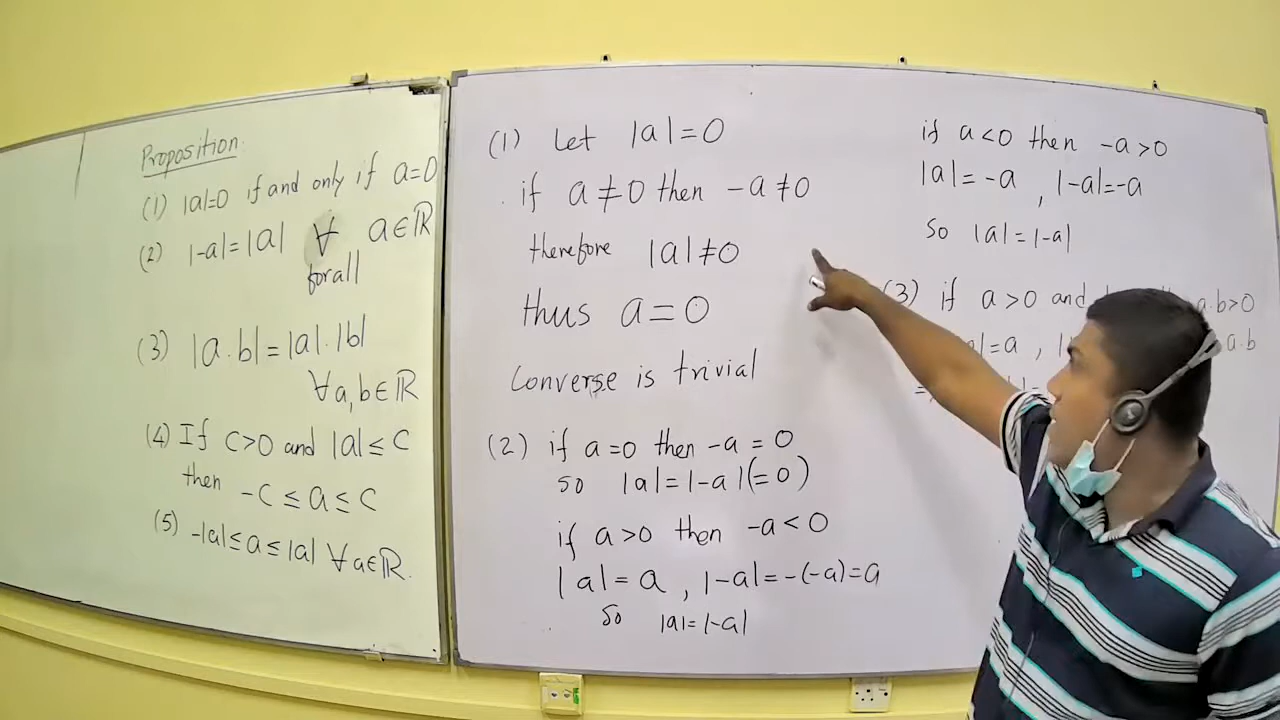 Proposition
(1) |a|=0 if and only if a=0
(2) |-a|=|a| ∀ a∈ℝ
forall
(3) |a.b|=|a|.|b|
∀a,b∈ℝ
(4) If c>0 and |a|≤c
then -c≤a≤c
(5) -|a|≤a≤|a| ∀a∈ℝ.
(1) Let |a|=0
if a≠0 then -a≠0
therefore |a|≠0
thus a=0
Converse is trivial
(2) if a=0 then -a=0
so |a|=|-a|(=0)
if a>0 then -a<0
|a|=a, |-a|=-(-a)=a
so |a|=|-a|
if a<0 then -a>0
|a|=-a, |-a|=-a
so |a|=|-a|
(3) if a>0 and a.b>0
|=a, a.b